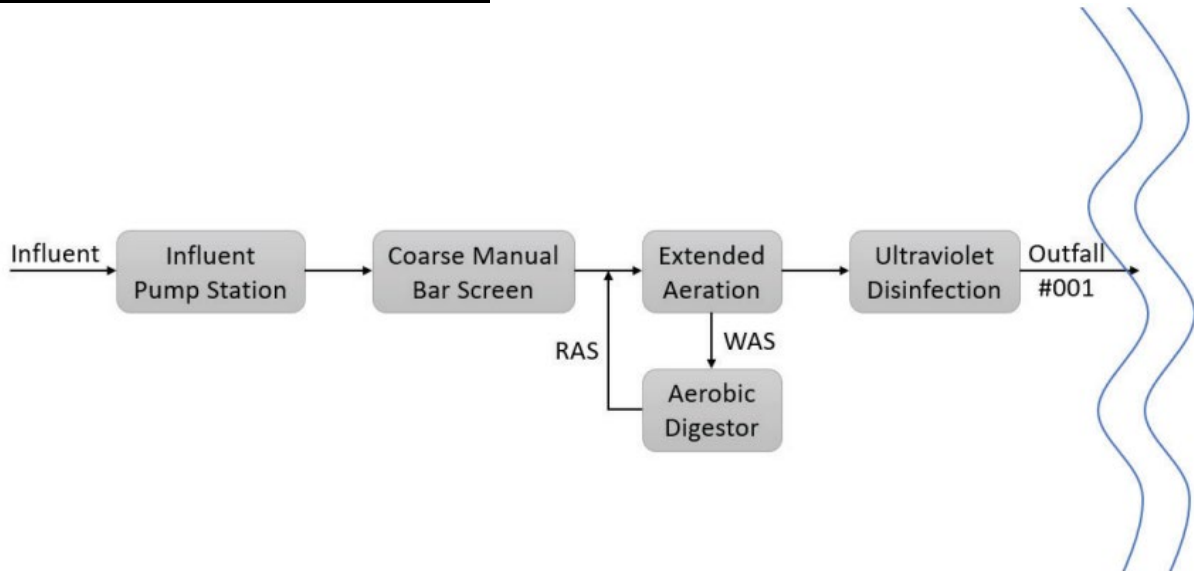 Influent
Influent
Pump Station
Coarse Manual
Bar Screen
Extended
Aeration
Ultraviolet
Disinfection
Outfall
#001
RAS
WAS
Aerobic
Digestor